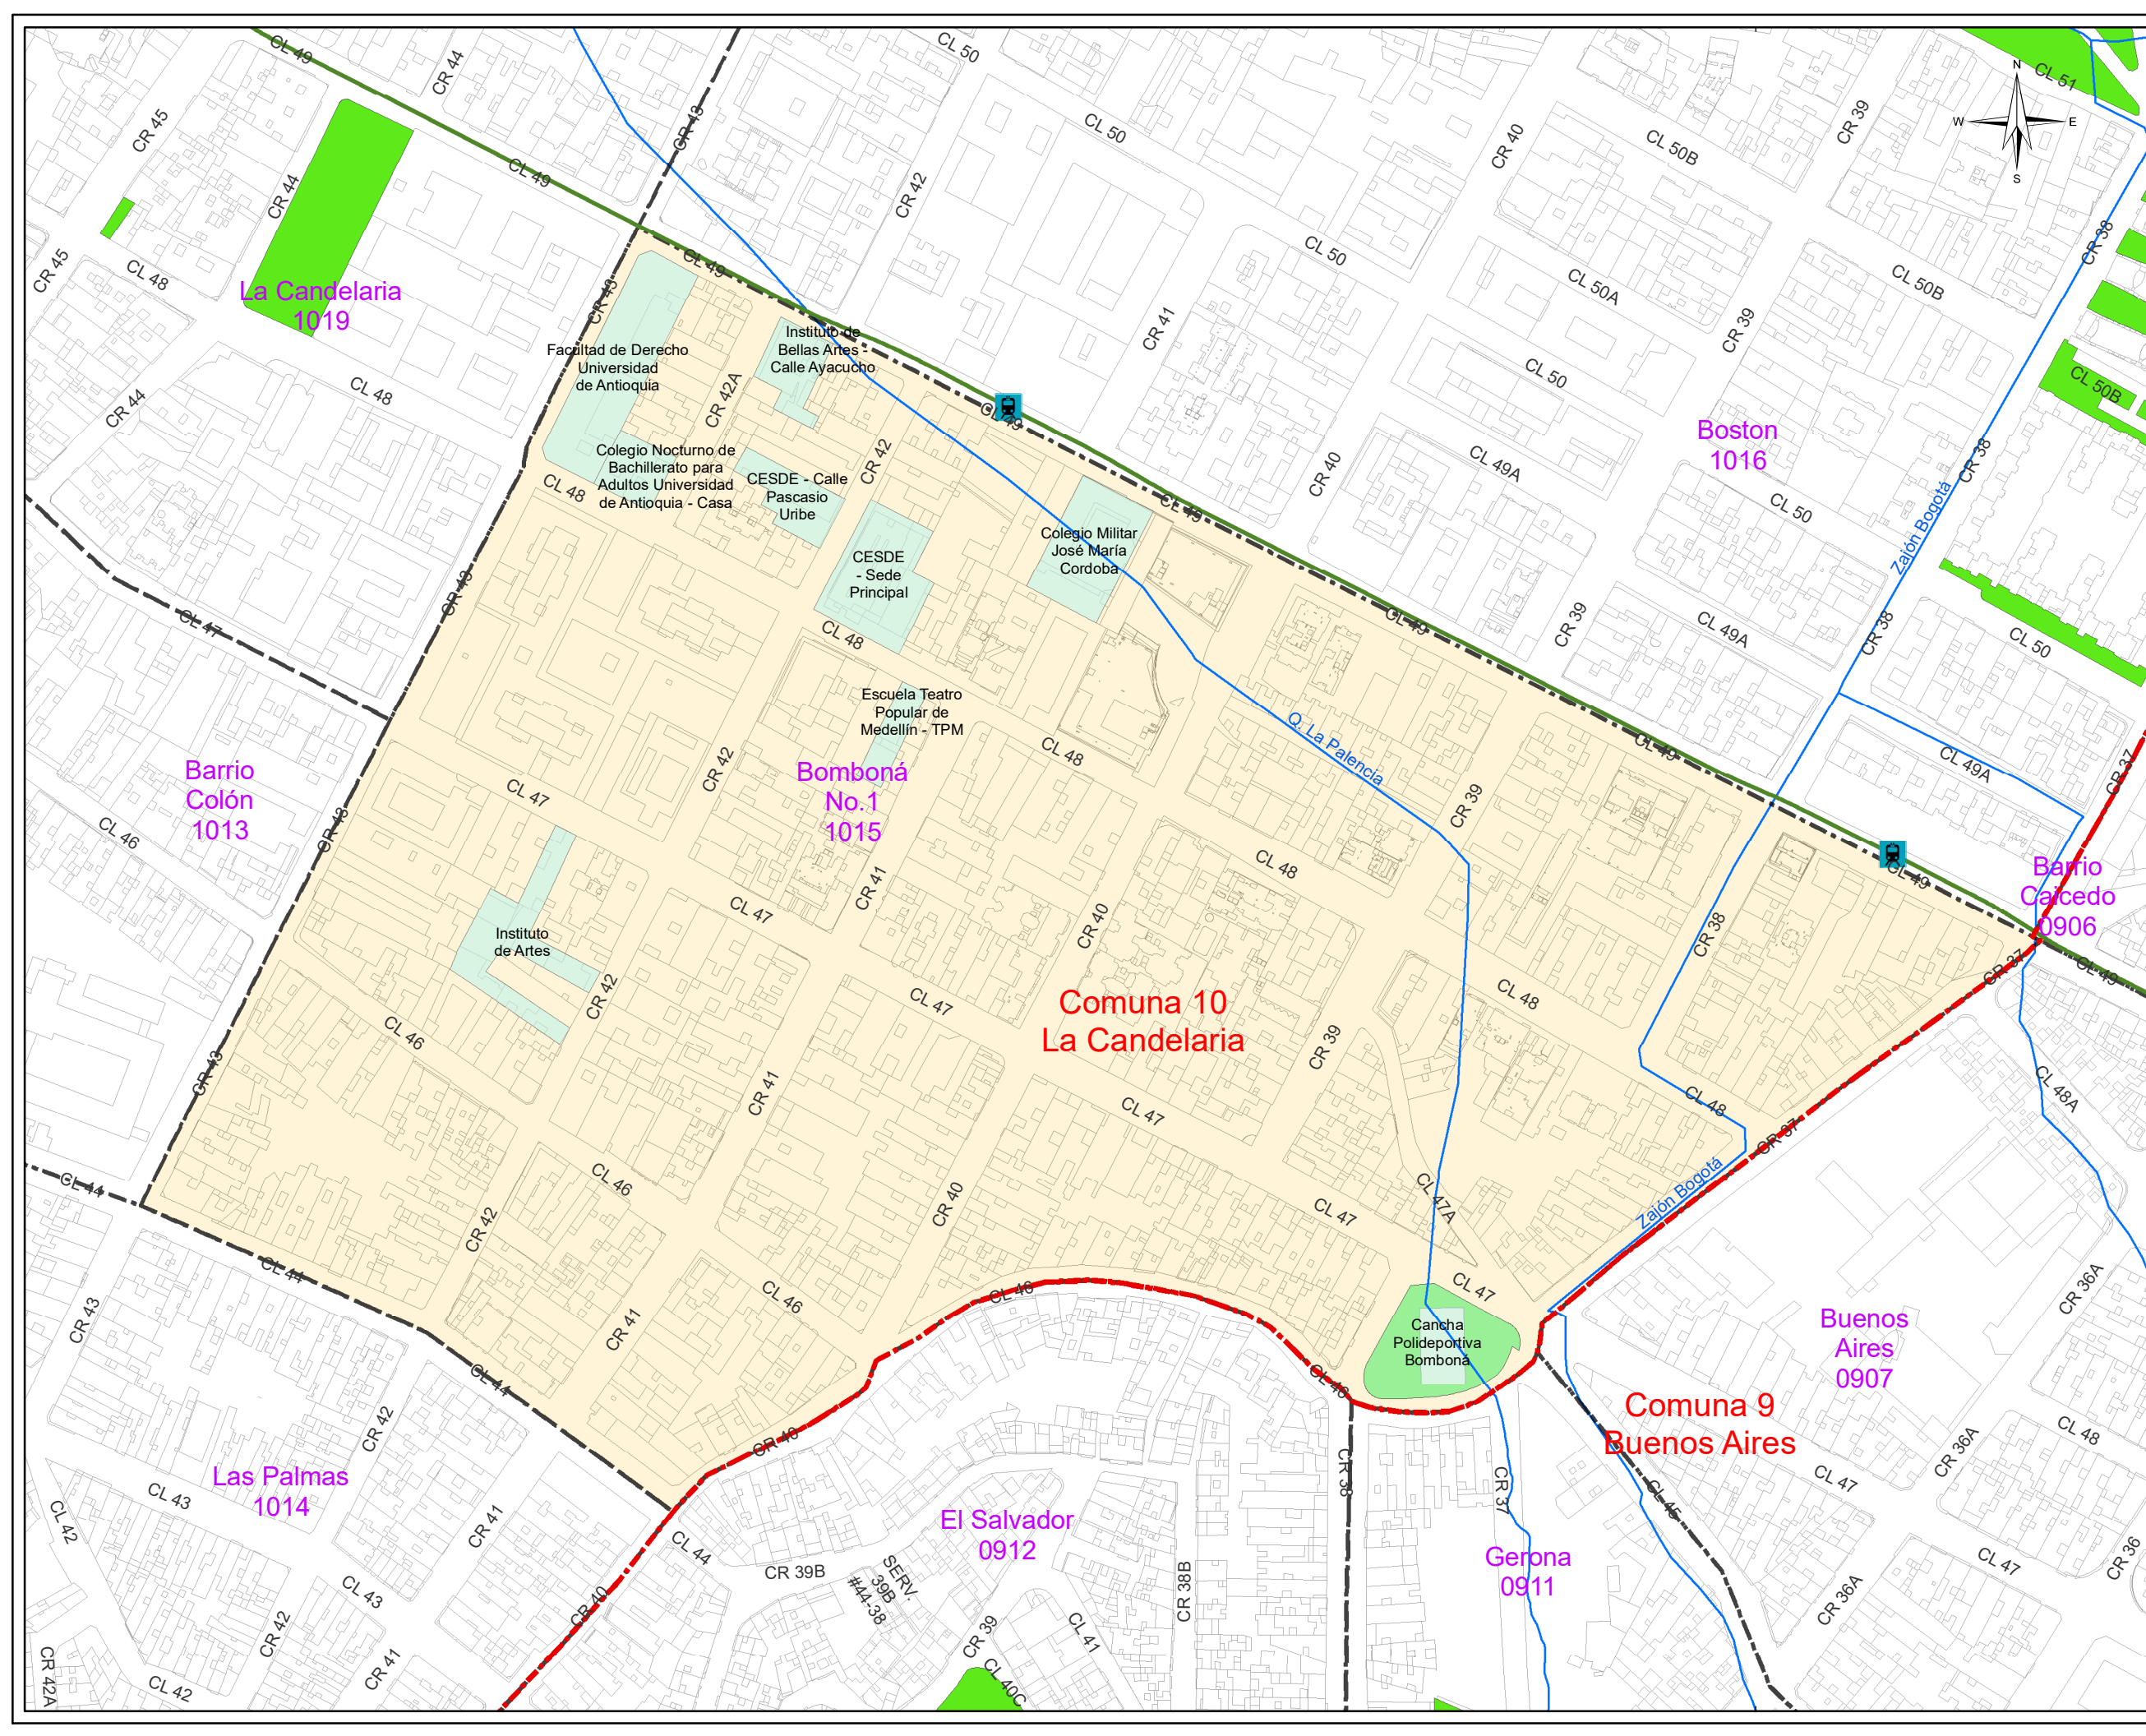 CL 49
CR 44
CR 43
CL 50
CL 51
N
W
E
S
CR 45
CL 49
CR 44
CR 42
CL 50
CR 40
CL 50B
CR 39
CR 38
CR 45
CL 48
La Candelaria
1019
CL 49
CR 43
CL 50
CL 50A
CL 50B
CR 41
CR 39
Instituto de
Bellas Artes -
Calle Ayacucho
Facultad de Derecho
Universidad
de Antioquia
CR 44
CL 48
CR 42A
CL 49
CL 50
CL 50B
Boston
1016
Colegio Nocturno de
Bachillerato para
Adultos Universidad
de Antioquia - Casa
CESDE - Calle
Pascasio
Uribe
CR 42
CL 48
CR 40
CL 49A
CR 38
CL 50
Zajón Bogotá
CL 49
Colegio Militar
José María
Cordoba
CESDE
- Sede
Principal
CR 43
CL 47
CL 48
CL 49
CR 39
CL 49A
CR 38
CL 50
Escuela Teatro
Popular de
Medellín - TPM
Q. La Palencia
CL 48
CL 49
CL 49A
CR 37
Barrio
Colón
1013
CR 42
Bomboná
No.1
1015
CL 47
CR 43
CL 46
CR 39
CL 48
CR 41
CL 49
Barrio
Caicedo
0906
CL 47
CR 40
CR 38
Instituto
de Artes
CR 42
CL 47
Comuna 10
La Candelaria
CL 48
CR 37
CL 49
CL 46
CR 43
CR 41
CR 39
CL 47
CL 48
CL 48A
CR 37
CL 44
CL 46
CR 42
CR 40
CL 47
CL 47A
Zajón Bogotá
CL 44
CL 46
CL 46
CL 47
CR 36A
CR 43
CR 41
Cancha
Polideportiva
Bomboná
Buenos
Aires
0907
CL 44
CL 46
CR 42
CR 40
Comuna 9
Buenos Aires
CL 48
CR 36A
Las Palmas
1014
CL 43
CL 42
CR 41
CR 38
CR 37
CL 45
CL 47
El Salvador
0912
CL 44
CR 39B
SERV.
39B
#44-38
Gerona
0911
CL 47
CR 36
CR 36A
CL 43
CR 42
CR 40
CR 38B
CR 39
CL 41
CR 41
CR 42A
CL 42
CL 40C